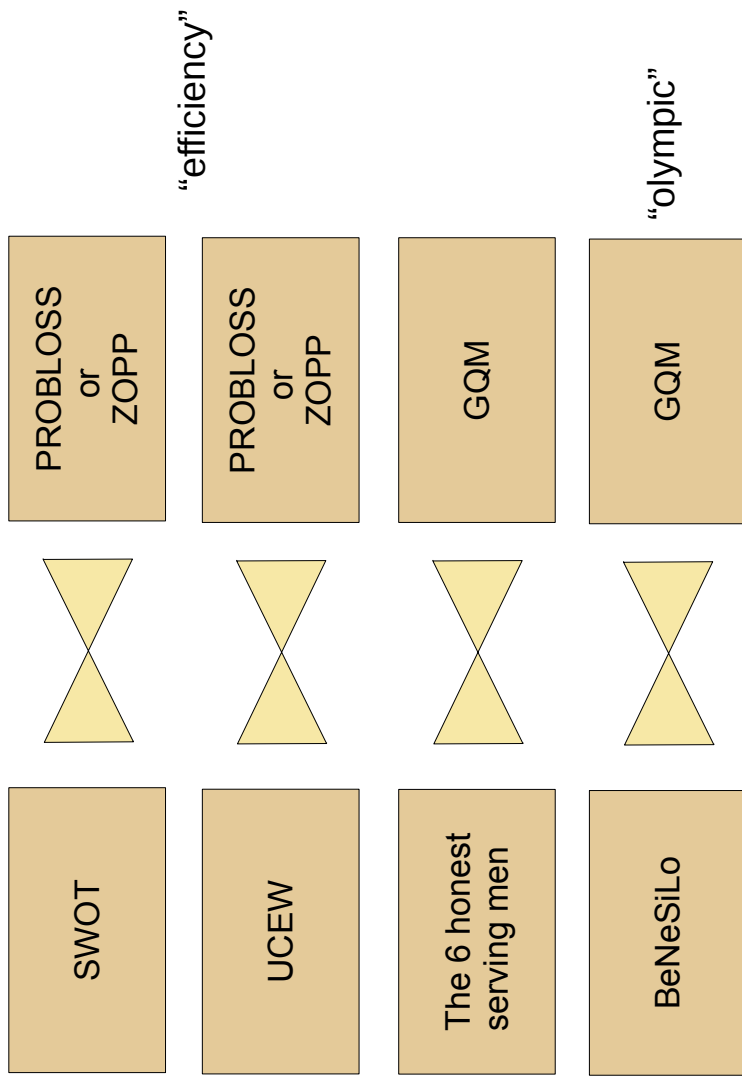 SWOT
PROBLOSS
or
ZOPP
“efficiency”
UCEW
PROBLOSS
or
ZOPP
The 6 honest
serving men
GQM
BeNeSiLo
GQM
“olympic”